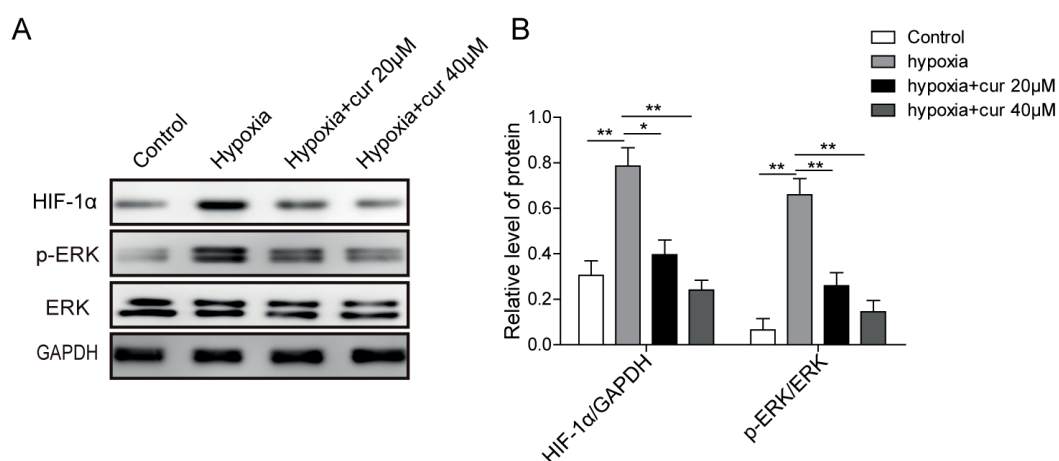 A
Control
Hypoxia
Hypoxia+cur 20μM
Hypoxia+cur 40μM
HIF-1α
p-ERK
ERK
GAPDH
B
Control
hypoxia
hypoxia+cur 20μM
hypoxia+cur 40μM
Relative level of protein
1.0
0.8
0.6
0.4
0.2
0.0
** * **
** ** **
HIF-1α/GAPDH
p-ERK/ERK